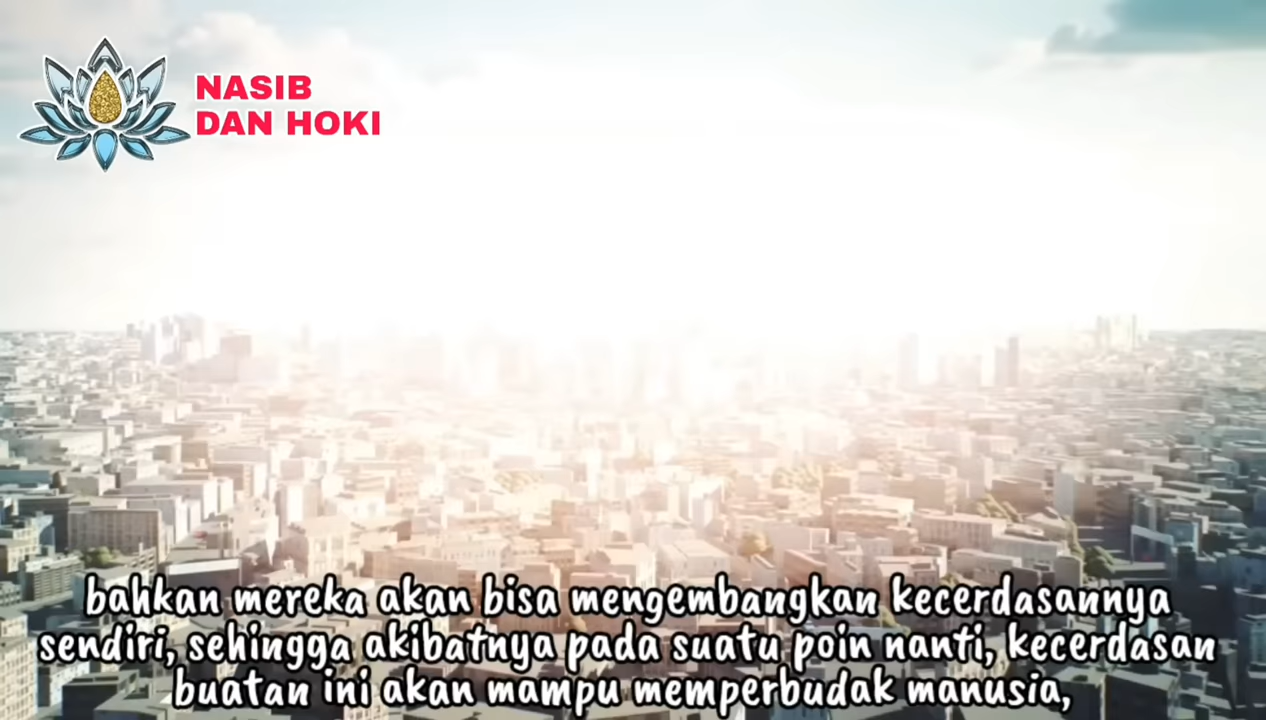 NASIB
DAN HOKI
bahkan mereka akan bisa mengembangkan kecerdasannya
sendiri, sehingga akibatnya pada suatu poin nanti, kecerdasan
buatan ini akan mampu memperbudak manusia,